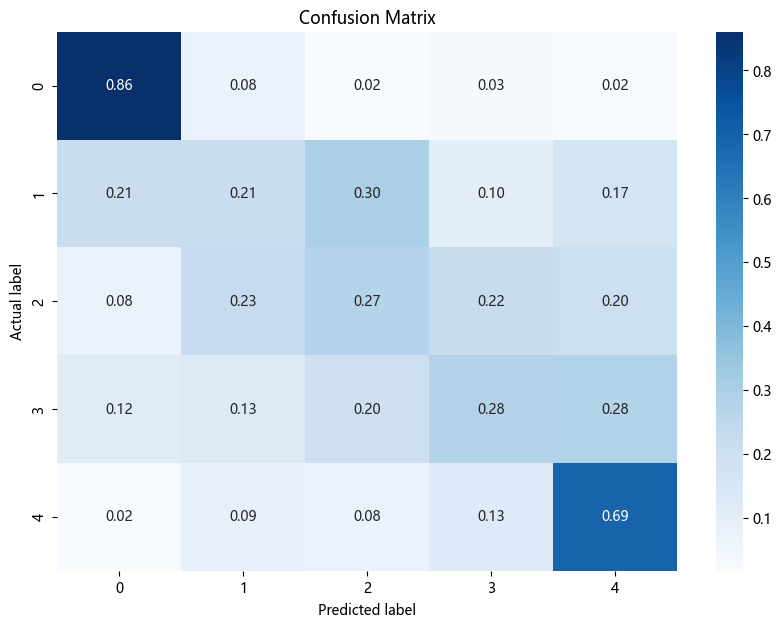 Confusion Matrix
0 0.86 0.08 0.02 0.03 0.02
1 0.21 0.21 0.30 0.10 0.17
2 0.08 0.23 0.27 0.22 0.20
3 0.12 0.13 0.20 0.28 0.28
4 0.02 0.09 0.08 0.13 0.69
0 1 2 3 4
Actual label
Predicted label
0.8
0.7
0.6
0.5
0.4
0.3
0.2
0.1